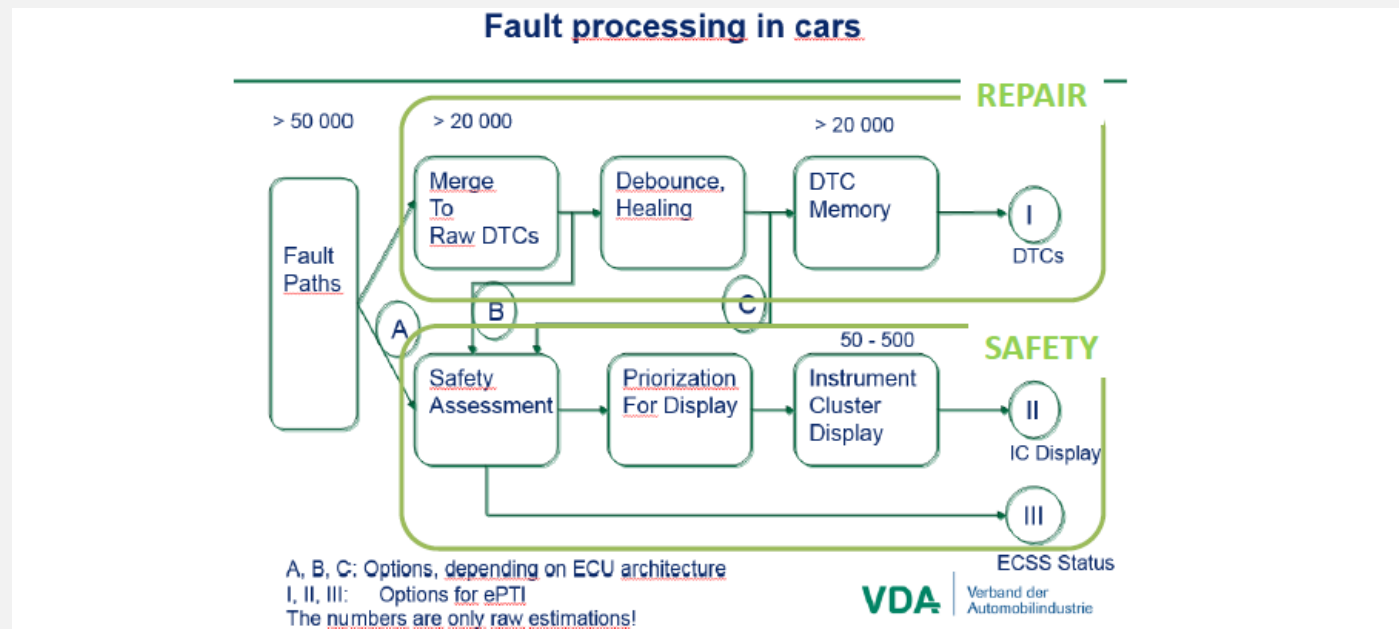 Fault processing in cars
REPAIR
> 50 000
> 20 000
> 20 000
Merge
To
Raw DTCs
Debounce,
Healing
DTC
Memory
I
DTCs
Fault
Paths
A
B
C
50 - 500
SAFETY
Safety
Assessment
Priorization
For Display
Instrument
Cluster
Display
II
IC Display
III
ECSS Status
A, B, C: Options, depending on ECU architecture
I, II, III: Options for ePTI
The numbers are only raw estimations!
VDA
Verband der
Automobilindustrie